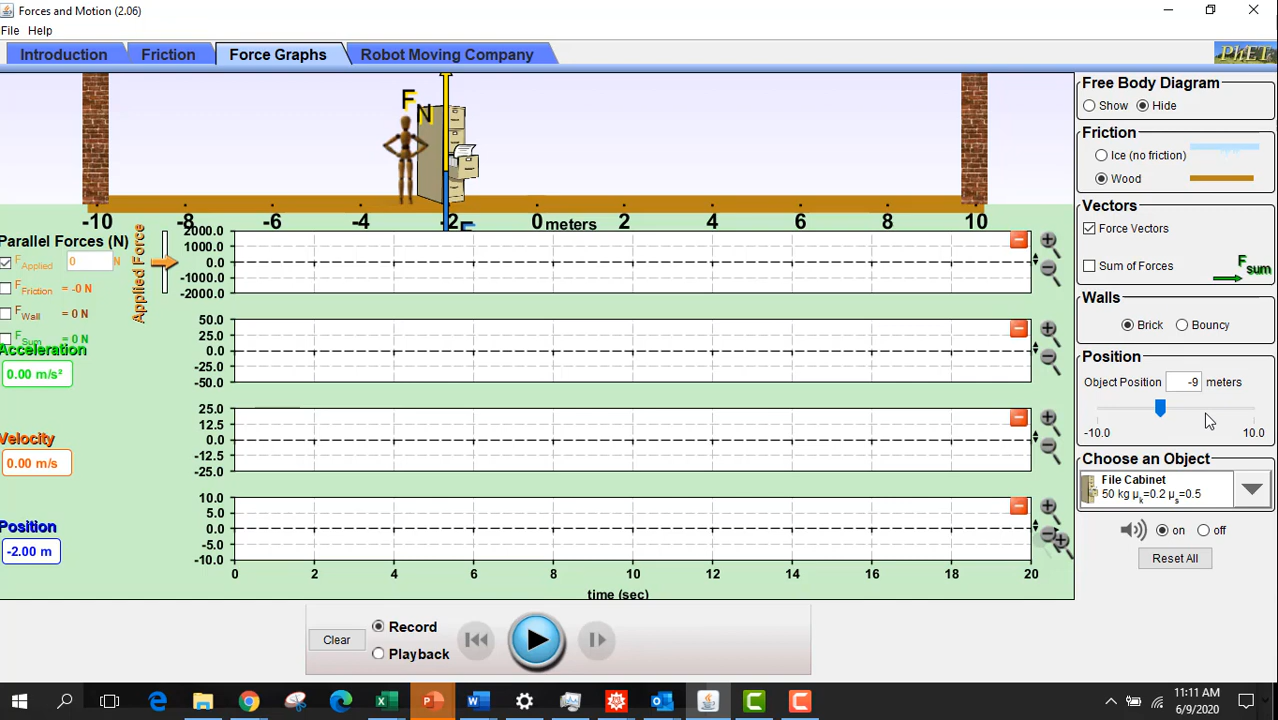 Forces and Motion (2.06)
File Help
Introduction Friction Force Graphs Robot Moving Company
PhET
F N
-10 -8 -6 -4 -2 0 meters 2 4 6 8 10
Parallel Forces (N)
F Applied 0 N
F Friction = -0 N
F Wall = 0 N
F Sum = 0 N
Applied Force
2000.0
1000.0
0.0
-1000.0
-2000.0
Acceleration
0.00 m/s²
50.0
25.0
0.0
-25.0
-50.0
Velocity
0.00 m/s
25.0
12.5
0.0
-12.5
-25.0
Position
-2.00 m
10.0
5.0
0.0
-5.0
-10.0
0 2 4 6 8 10 12 14 16 18 20
time (sec)
Clear
Record
Playback
Free Body Diagram
Show Hide
Friction
Ice (no friction)
Wood
Vectors
Force Vectors
Sum of Forces F sum
Walls
Brick Bouncy
Position
Object Position -9 meters
-10.0 10.0
Choose an Object
File Cabinet
50 kg μk=0.2 μs=0.5
on off
Reset All
11:11 AM
6/9/2020